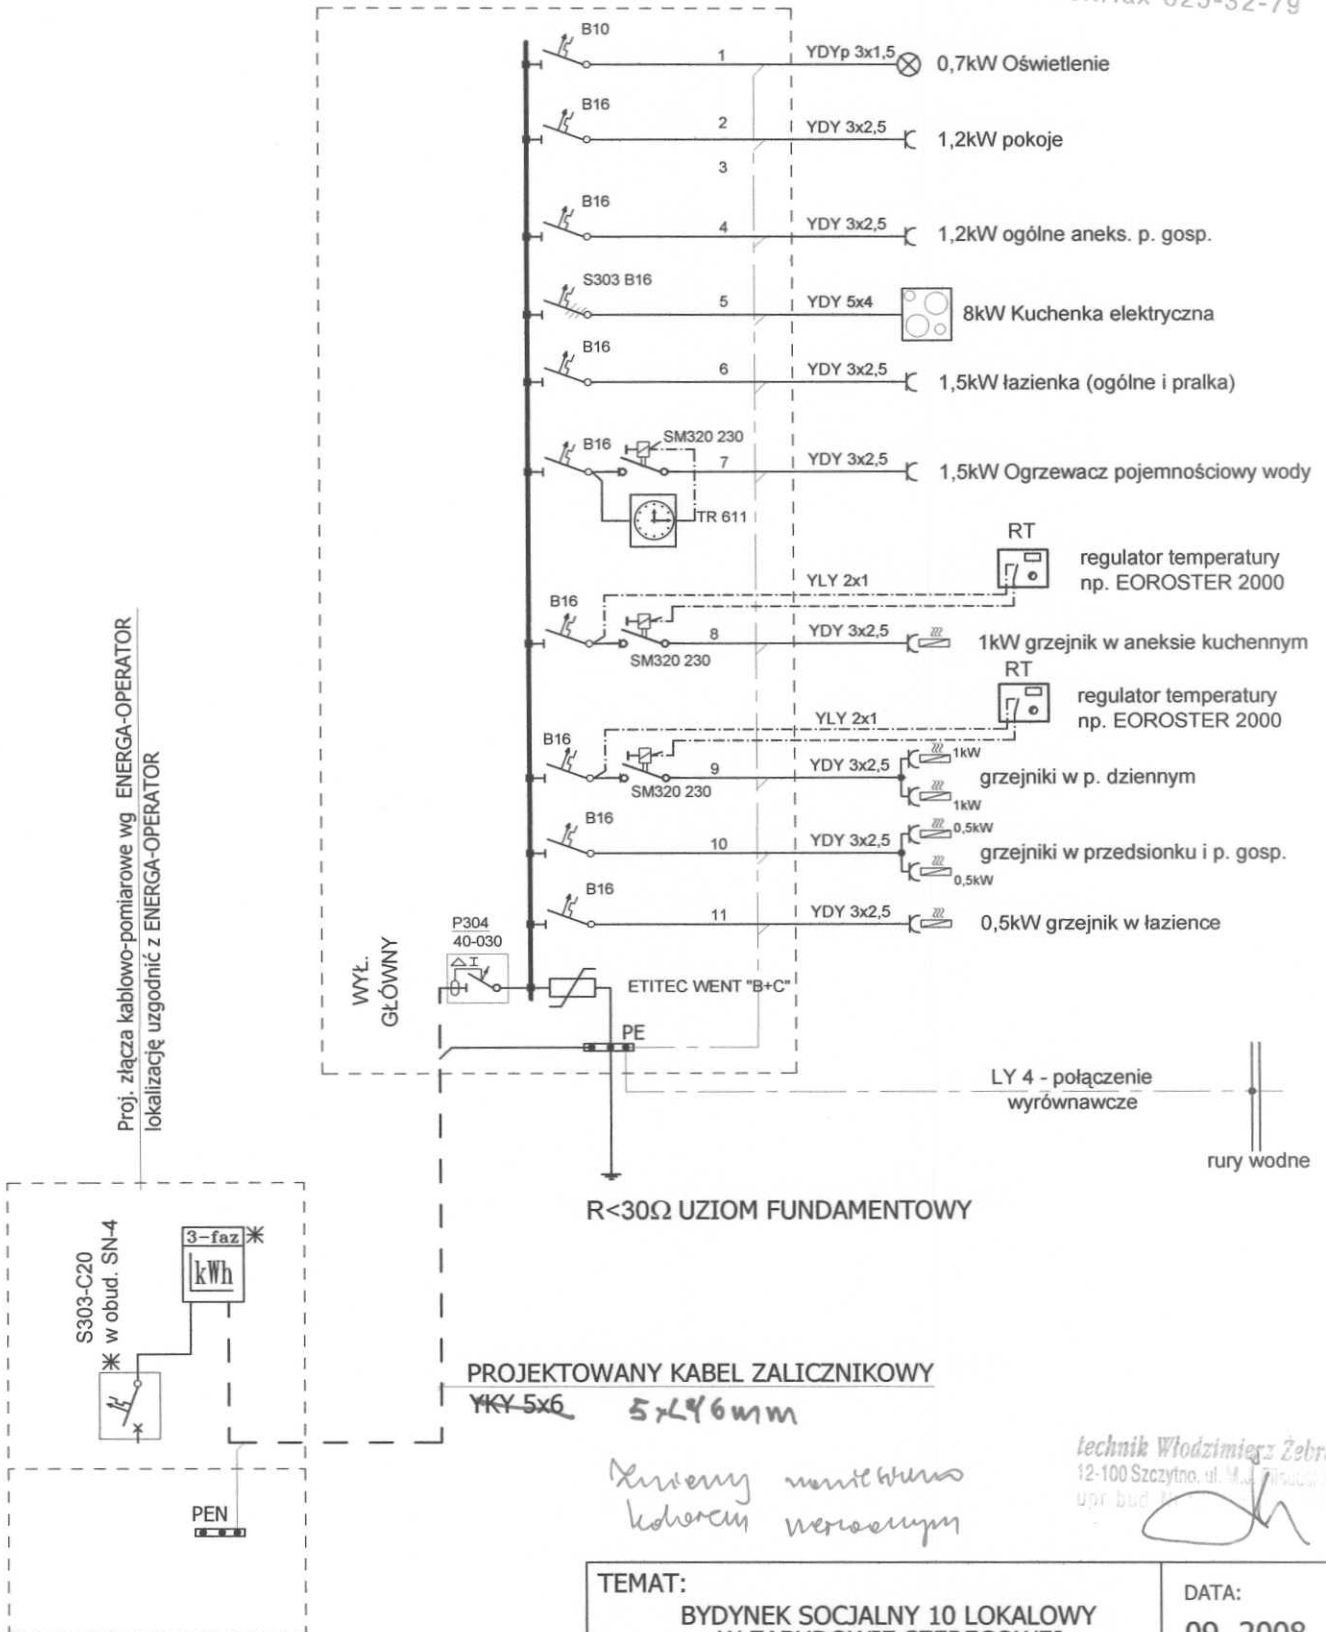 B10
1
YDYp 3x1,5
0,7kW Oświetlenie
B16
2
YDY 3x2,5
1,2kW pokoje
3
B16
4
YDY 3x2,5
1,2kW ogólne aneks. p. gosp.
S303 B16
5
YDY 5x4
8kW Kuchenka elektryczna
B16
6
YDY 3x2,5
1,5kW łazienka (ogólne i pralka)
B16
SM320 230
7
YDY 3x2,5
1,5kW Ogrzewacz pojemnościowy wody
TR 611
RT
regulator temperatury
np. EOROSTER 2000
YLY 2x1
B16
8
YDY 3x2,5
1kW grzejnik w aneksie kuchennym
SM320 230
RT
regulator temperatury
np. EOROSTER 2000
YLY 2x1
B16
9
YDY 3x2,5
1kW
grzejniki w p. dziennym
1kW
SM320 230
B16
10
YDY 3x2,5
0,5kW
grzejniki w przedsionku i p. gosp.
0,5kW
B16
11
YDY 3x2,5
0,5kW grzejnik w łazience
P304
40-030
WYŁ.
GŁÓWNY
ETITEC WENT "B+C"
PE
LY 4 - połączenie
wyrównawcze
rury wodne
R<30Ω UZIOM FUNDAMENTOWY
Proj. złącza kablowo-pomiarowe wg ENERGA-OPERATOR
lokalizację uzgodnić z ENERGA-OPERATOR
S303-C20
w obud. SN-4
3-faz
kWh
PEN
PROJEKTOWANY KABEL ZALICZNIKOWY
YKY 5x6
5xLY6mm
technik Włodzimierz
12-100 Szczytno, ul.
upr bud
TEMAT:
BYDYNEK SOCJALNY 10 LOKALOWY
DATA:
09. 2008